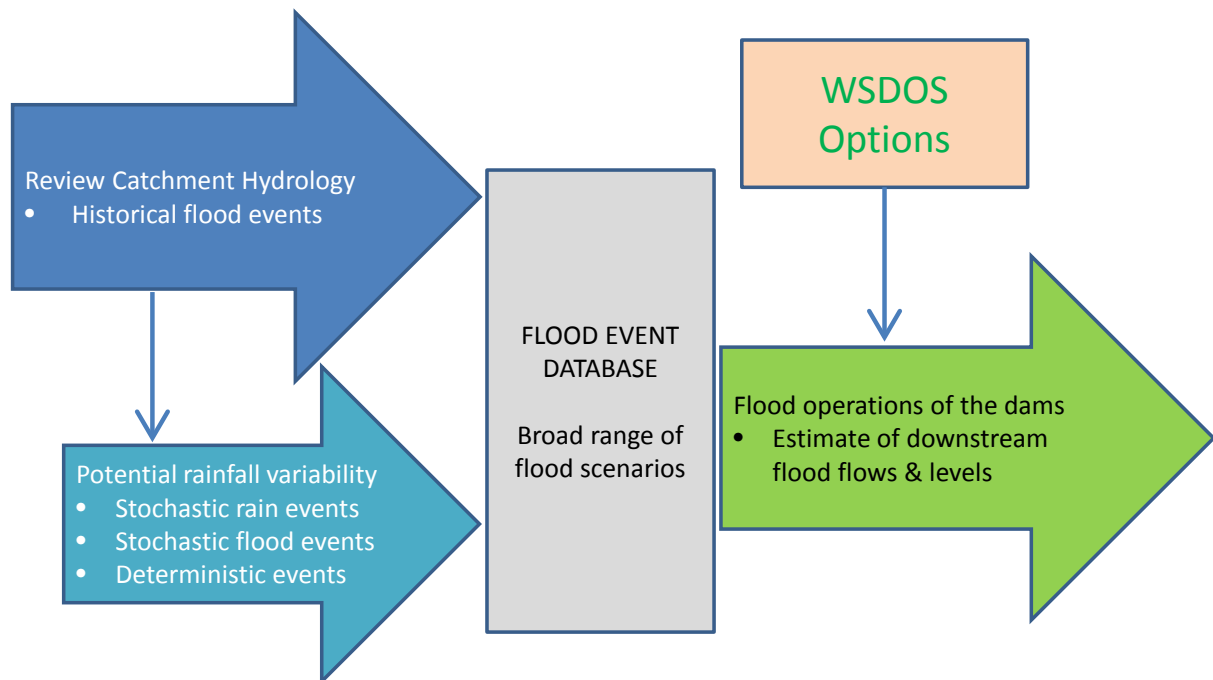 WSDOS
Options
Review Catchment Hydrology
• Historical flood events
FLOOD EVENT
DATABASE
Broad range of
flood scenarios
Flood operations of the dams
• Estimate of downstream
flood flows & levels
Potential rainfall variability
• Stochastic rain events
• Stochastic flood events
• Deterministic events